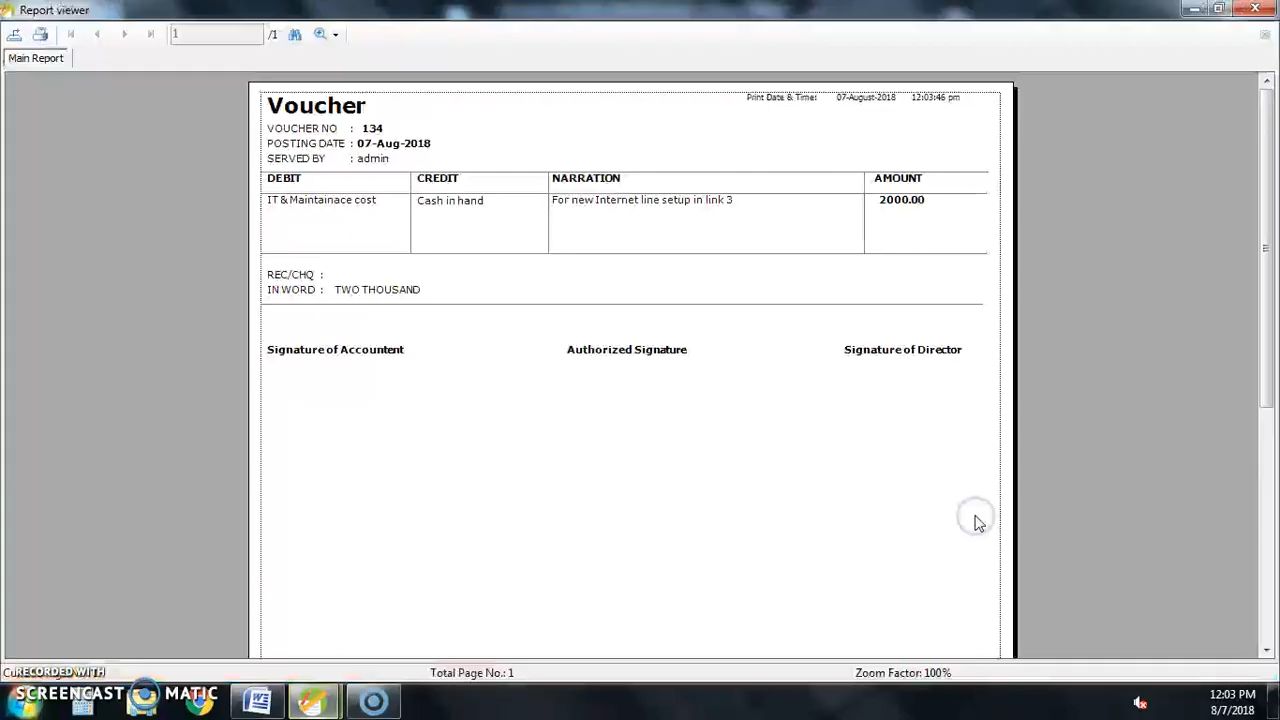 Report viewer
1 /1
Main Report
Print Date & Time: 07-August-2018 12:03:46 pm
Voucher
VOUCHER NO : 134
POSTING DATE : 07-Aug-2018
SERVED BY : admin
DEBIT CREDIT NARRATION AMOUNT
IT & Maintainace cost Cash in hand For new Internet line setup in link 3 2000.00
REC/CHQ :
IN WORD : TWO THOUSAND
Signature of Accountent Authorized Signature Signature of Director
Total Page No.: 1 Zoom Factor: 100%
RECORDED WITH
SCREENCAST MATIC
12:03 PM
8/7/2018